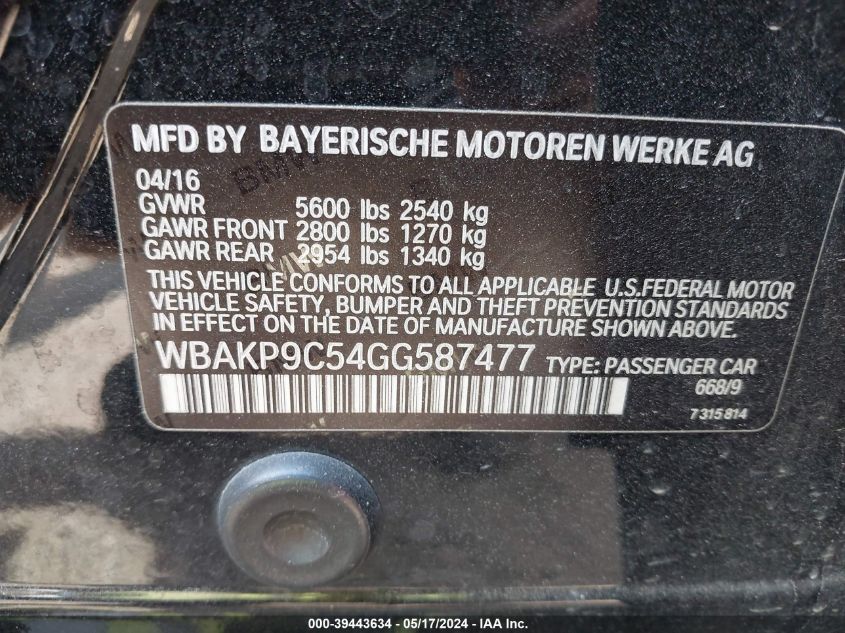 MFD BY BAYERISCHE MOTOREN WERKE AG
04/16
GVWR 5600 lbs 2540 kg
GAWR FRONT 2800 lbs 1270 kg
GAWR REAR 2954 lbs 1340 kg
THIS VEHICLE CONFORMS TO ALL APPLICABLE U.S.FEDERAL MOTOR
VEHICLE SAFETY, BUMPER AND THEFT PREVENTION STANDARDS
IN EFFECT ON THE DATE OF MANUFACTURE SHOWN ABOVE.
WBAKP9C54GG587477 TYPE: PASSENGER CAR
668/9
7315814
000-39443634 - 05/17/2024 - IAA Inc.